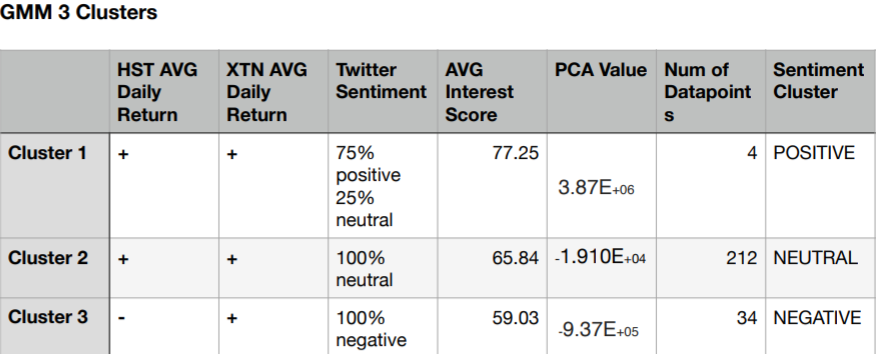 GMM 3 Clusters
HST AVG Daily Return XTN AVG Daily Return Twitter Sentiment AVG Interest Score PCA Value Num of Datapoint s Sentiment Cluster
Cluster 1 + + 75% positive 25% neutral 77.25 3.87E+06 4 POSITIVE
Cluster 2 + + 100% neutral 65.84 -1.910E+04 212 NEUTRAL
Cluster 3 - + 100% negative 59.03 -9.37E+05 34 NEGATIVE